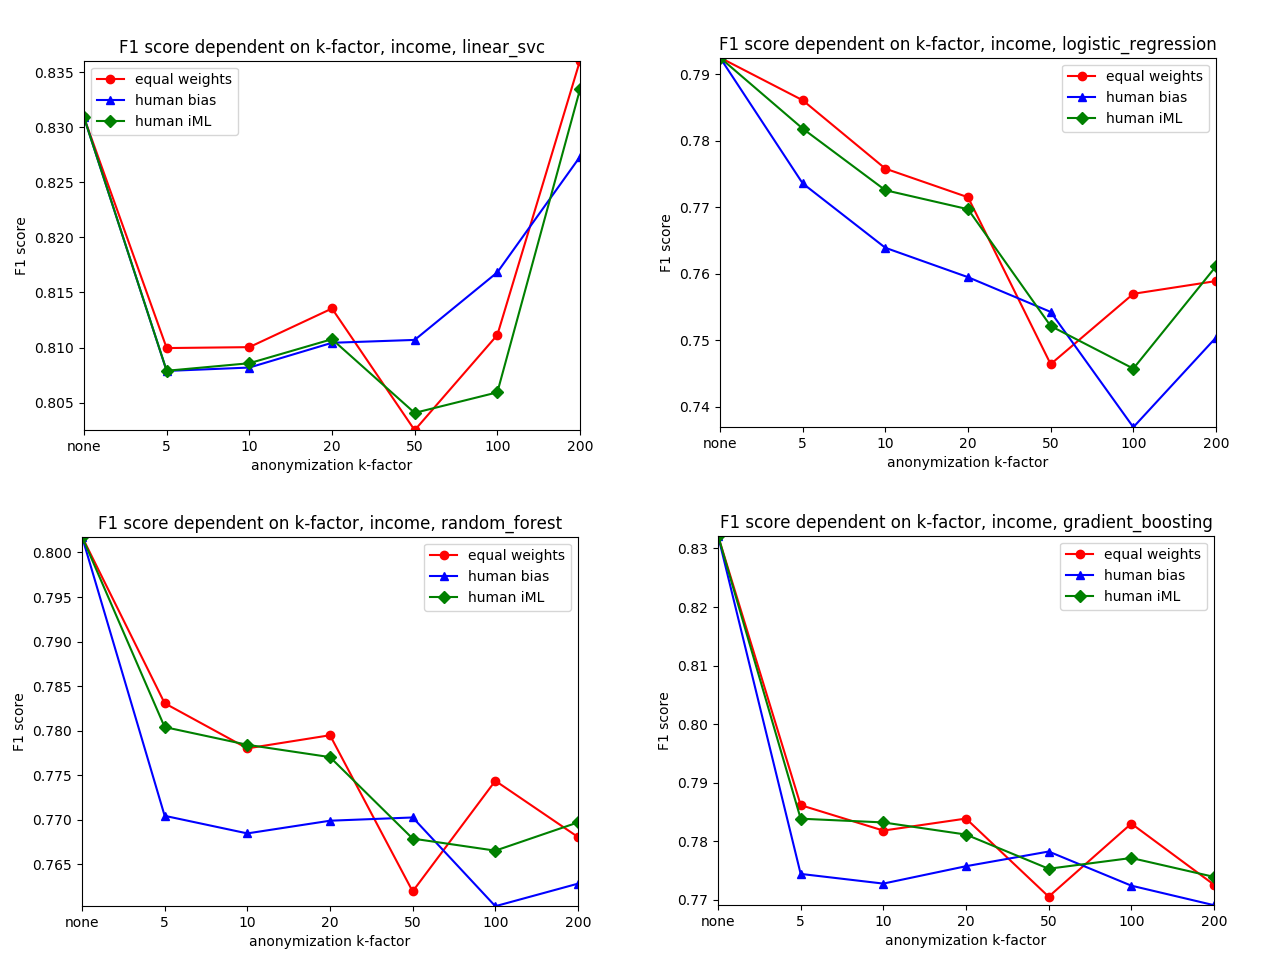 F1 score dependent on k-factor, income, linear_svc
equal weights
human bias
human iML
0.835
0.830
0.825
0.820
0.815
0.810
0.805
F1 score
none 5 10 20 50 100 200
anonymization k-factor
F1 score dependent on k-factor, income, logistic_regression
equal weights
human bias
human iML
0.79
0.78
0.77
0.76
0.75
0.74
F1 score
none 5 10 20 50 100 200
anonymization k-factor
F1 score dependent on k-factor, income, random_forest
equal weights
human bias
human iML
0.800
0.795
0.790
0.785
0.780
0.775
0.770
0.765
F1 score
none 5 10 20 50 100 200
anonymization k-factor
F1 score dependent on k-factor, income, gradient_boosting
equal weights
human bias
human iML
0.83
0.82
0.81
0.80
0.79
0.78
0.77
F1 score
none 5 10 20 50 100 200
anonymization k-factor